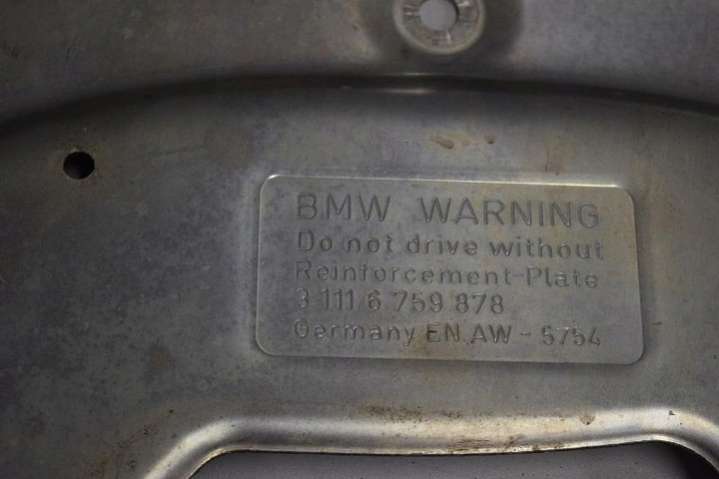 BMW WARNING
Do not drive without
Reinforcement-Plate
3 111 6 759 878
Germany EN AW - 5754